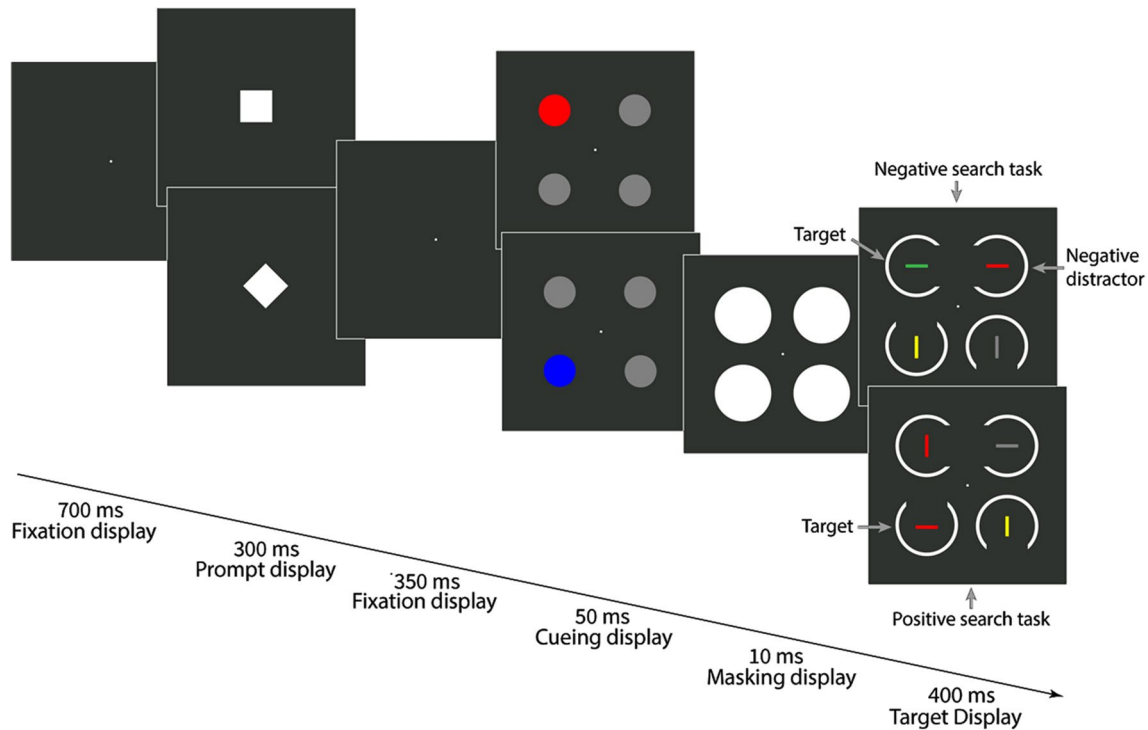 Negative search task
Target
Negative
distractor
Target
Positive search task
700 ms
Fixation display
300 ms
Prompt display
350 ms
Fixation display
50 ms
Cueing display
10 ms
Masking display
400 ms
Target Display